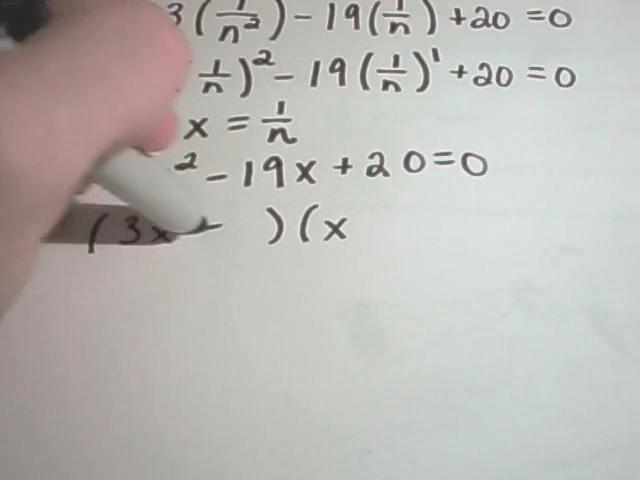 3(1/n²) - 19(1/n) + 20 = 0
1/n)² - 19(1/n)¹ + 20 = 0
x = 1/n
² - 19x + 20 = 0
(3x - )(x